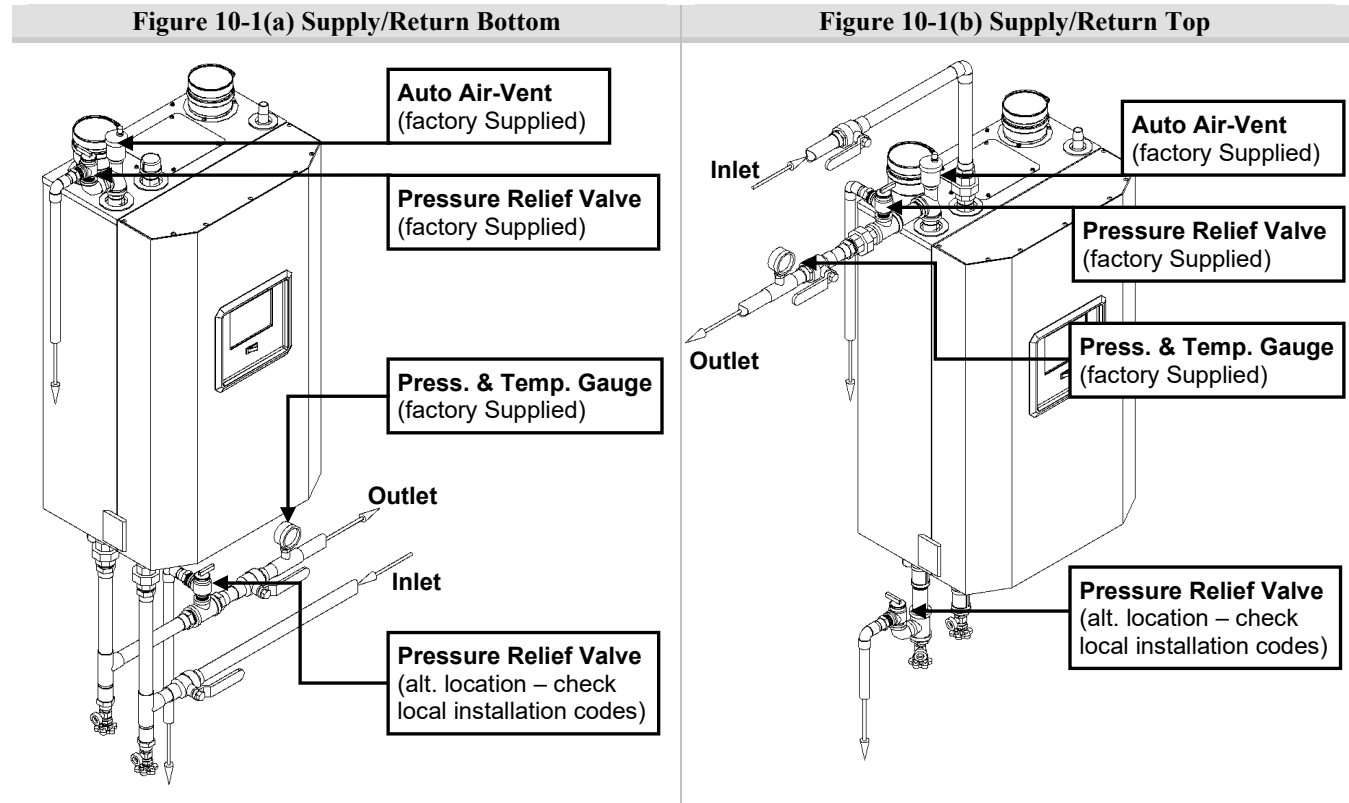 Figure 10-1(a) Supply/Return Bottom
Auto Air-Vent
(factory Supplied)
Pressure Relief Valve
(factory Supplied)
Press. & Temp. Gauge
(factory Supplied)
Outlet
Inlet
Pressure Relief Valve
(alt. location – check
local installation codes)
Figure 10-1(b) Supply/Return Top
Inlet
Auto Air-Vent
(factory Supplied)
Pressure Relief Valve
(factory Supplied)
Outlet
Press. & Temp. Gauge
(factory Supplied)
Pressure Relief Valve
(alt. location – check
local installation codes)